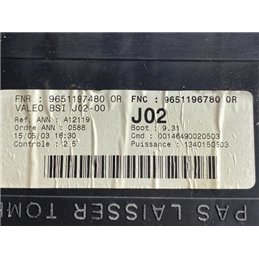 FNR : 9651197480 0R FNC : 9651196780 0R
VALEO BSI J02-00 J02
Ref. ANN : A12119 Boot : 9.31
Ordre ANN : 0588 Cmd : 00146490020503
15/05/03 16:30 Puissance : 1340150503
Controle : 2.5
PAS LAISSER TOM